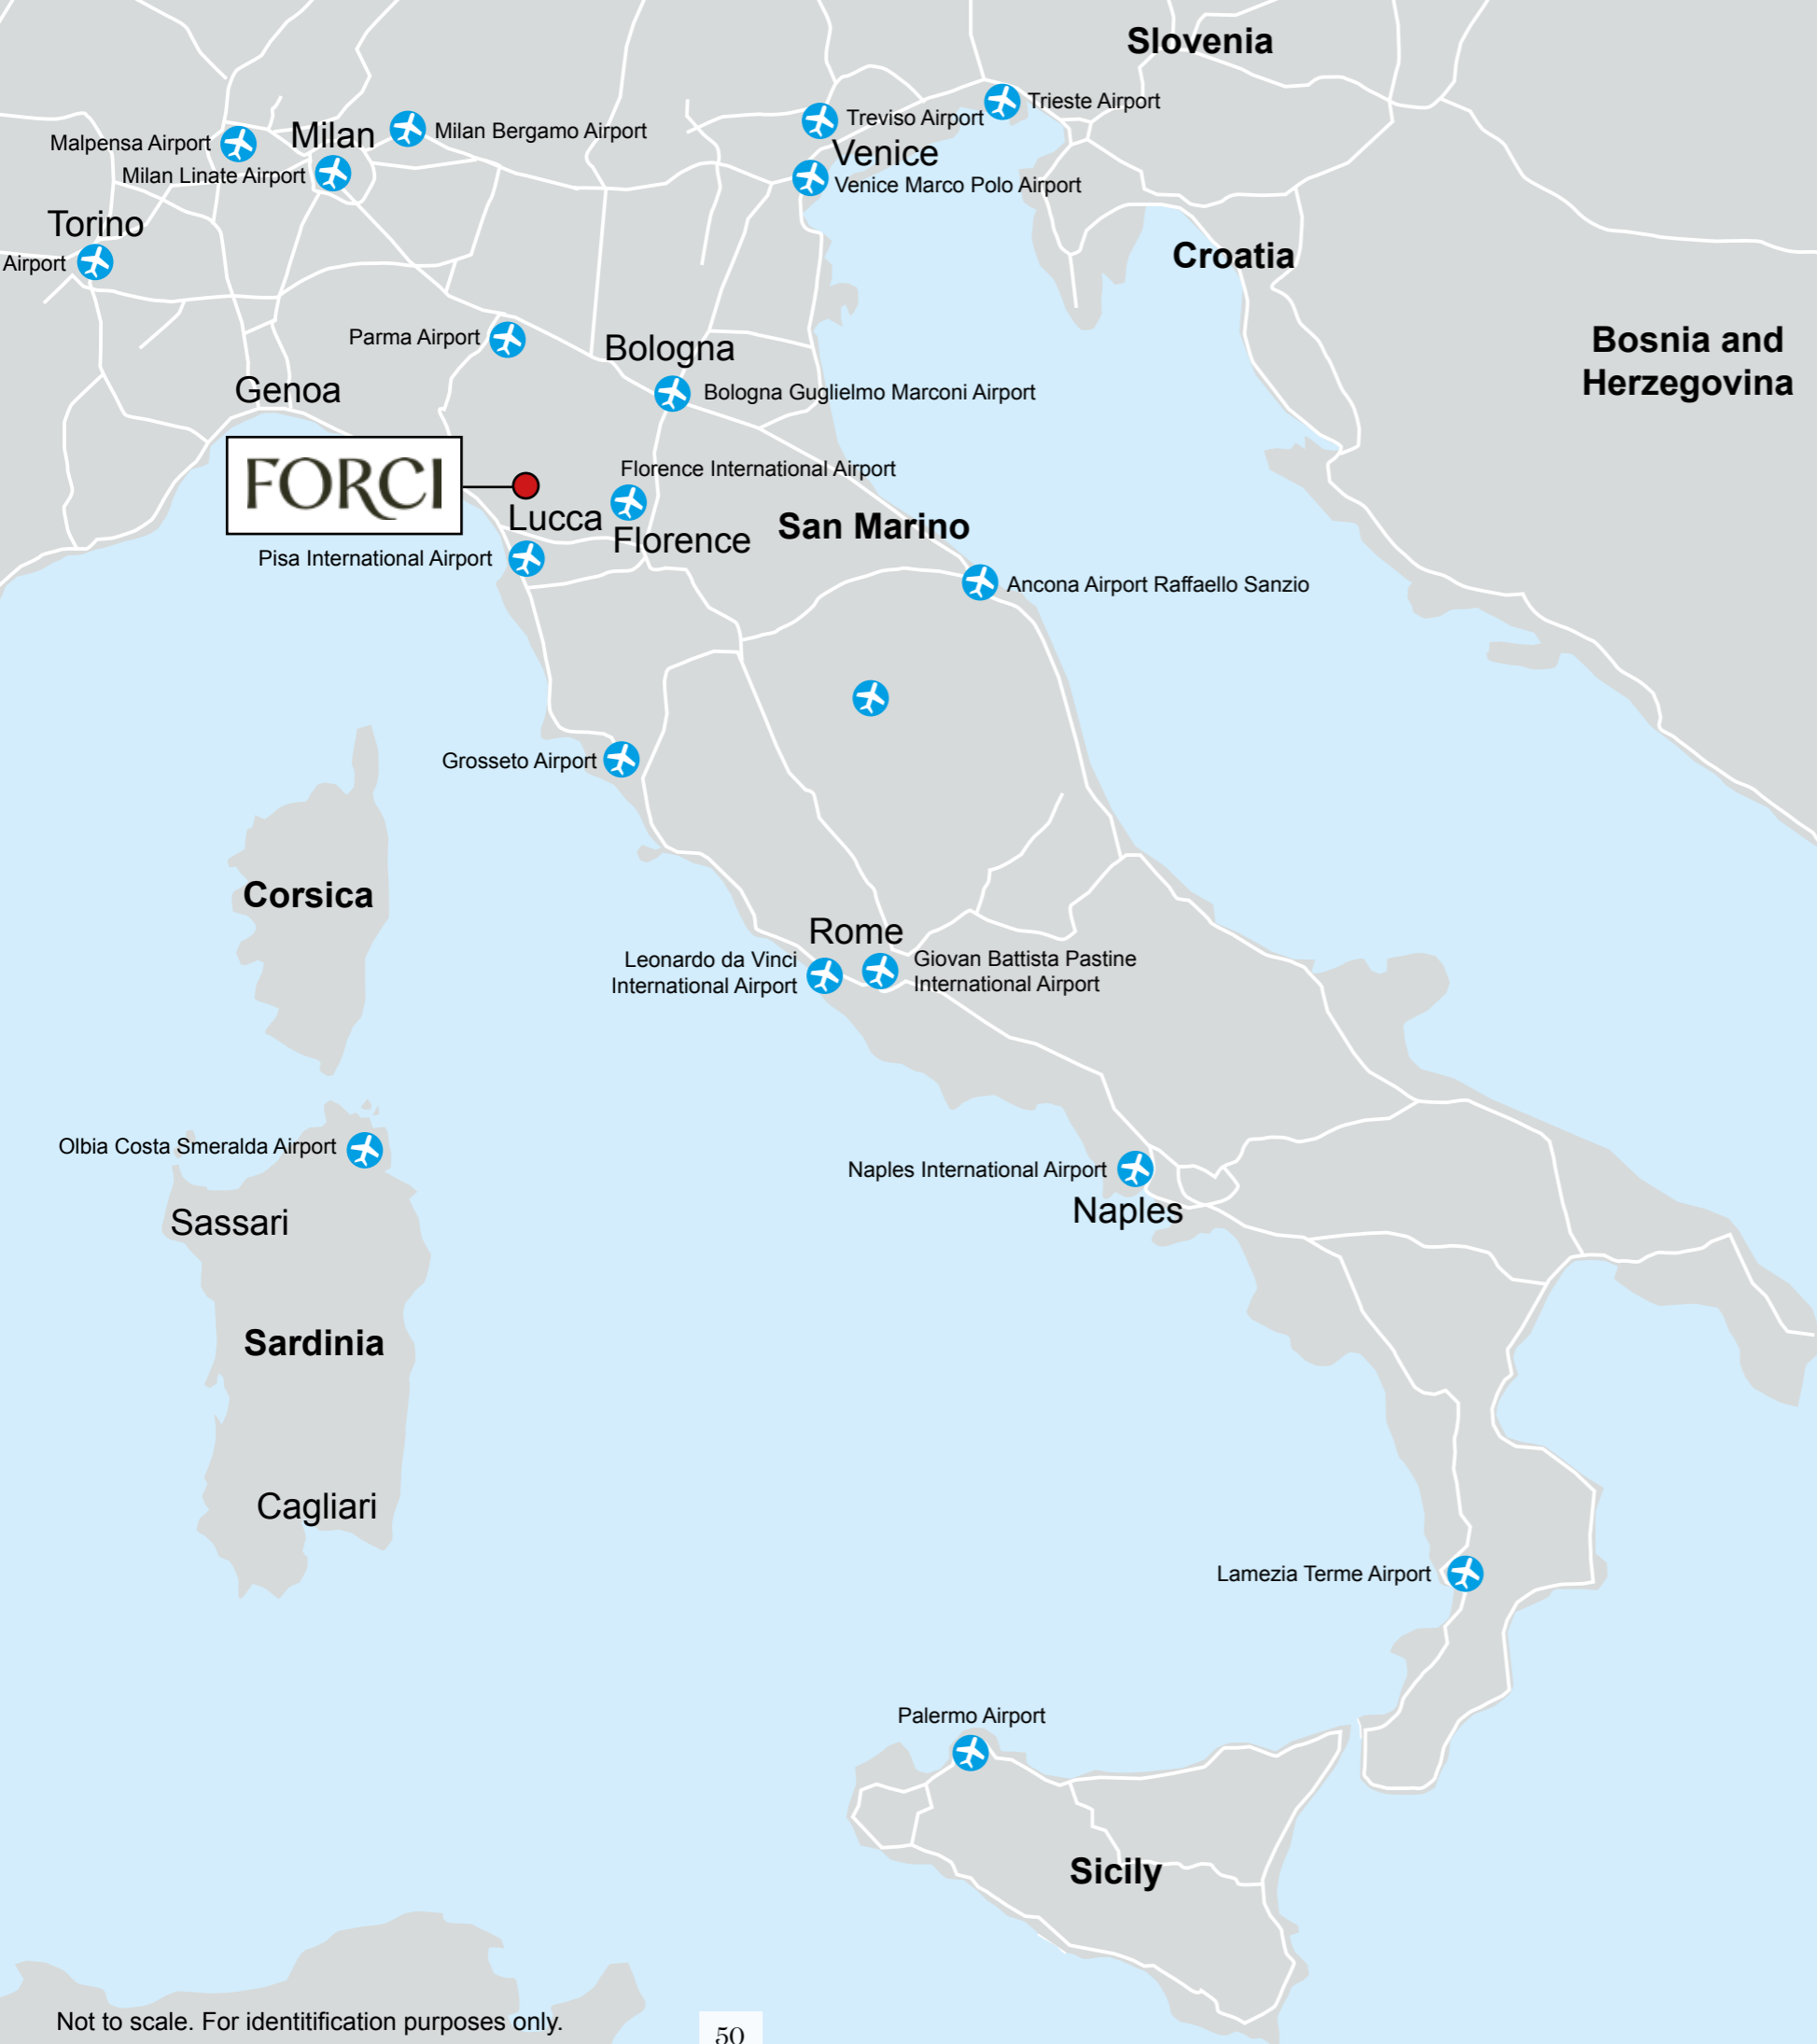 Slovenia
Trieste Airport
Treviso Airport
Malpensa Airport
Milan
Milan Bergamo Airport
Milan Linate Airport
Venice
Venice Marco Polo Airport
Torino
Airport
Croatia
Parma Airport
Bologna
Bologna Guglielmo Marconi Airport
Bosnia and
Herzegovina
Genoa
FORCI
Florence International Airport
Lucca
Florence
San Marino
Pisa International Airport
Ancona Airport Raffaello Sanzio
Grosseto Airport
Corsica
Rome
Leonardo da Vinci
International Airport
Giovan Battista Pastine
International Airport
Olbia Costa Smeralda Airport
Naples International Airport
Naples
Sassari
Sardinia
Cagliari
Lamezia Terme Airport
Palermo Airport
Sicily
Not to scale. For identitification purposes only.
50